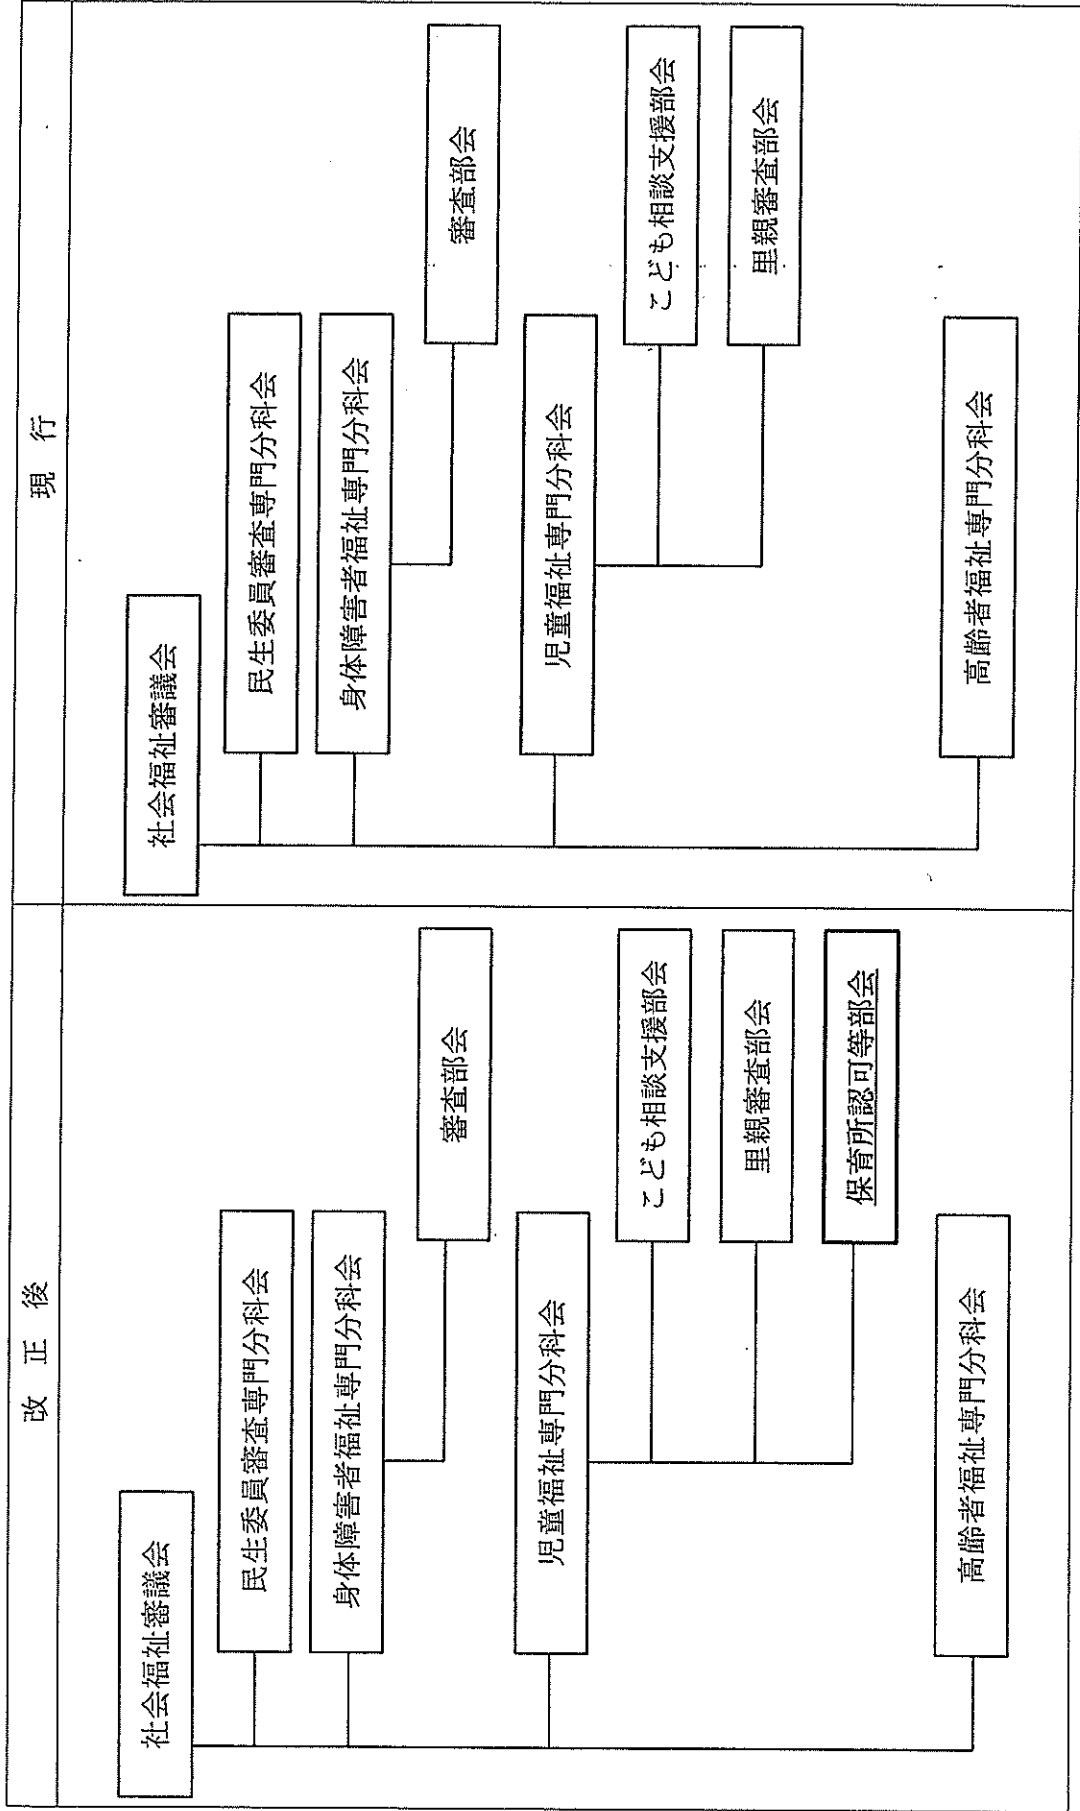 改正後
社会福祉審議会
民生委員審査専門分科会
身体障害者福祉専門分科会
審査部会
児童福祉専門分科会
こども相談支援部会
里親審査部会
保育所認可等部会
高齢者福祉専門分科会
現行
社会福祉審議会
民生委員審査専門分科会
身体障害者福祉専門分科会
審査部会
児童福祉専門分科会
こども相談支援部会
里親審査部会
高齢者福祉専門分科会